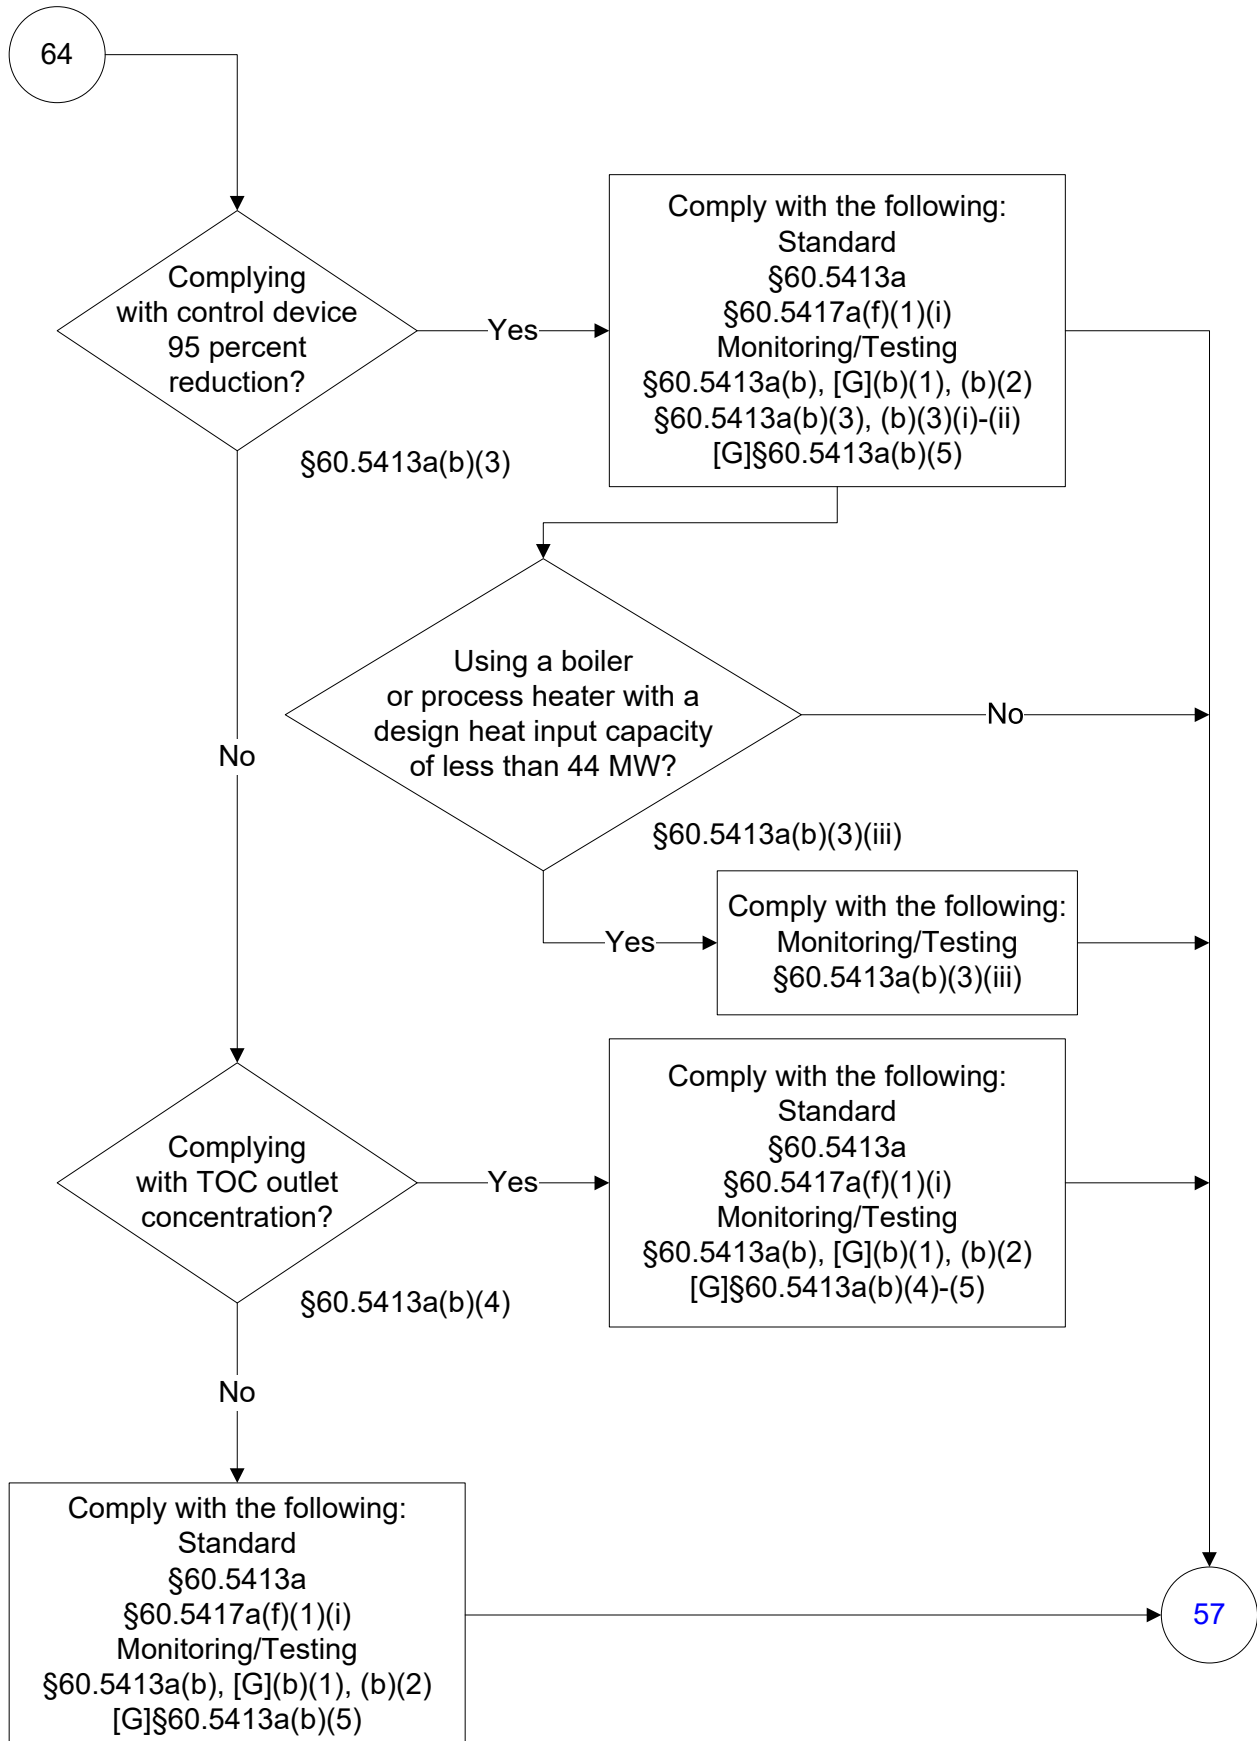 64
Complying
with control device
95 percent
reduction?
Yes
§60.5413a(b)(3)
Comply with the following:
Standard
§60.5413a
§60.5417a(f)(1)(i)
Monitoring/Testing
§60.5413a(b), [G](b)(1), (b)(2)
§60.5413a(b)(3), (b)(3)(i)-(ii)
[G]§60.5413a(b)(5)
Using a boiler
or process heater with a
design heat input capacity
of less than 44 MW?
No
No
§60.5413a(b)(3)(iii)
Yes
Comply with the following:
Monitoring/Testing
§60.5413a(b)(3)(iii)
Complying
with TOC outlet
concentration?
Yes
§60.5413a(b)(4)
Comply with the following:
Standard
§60.5413a
§60.5417a(f)(1)(i)
Monitoring/Testing
§60.5413a(b), [G](b)(1), (b)(2)
[G]§60.5413a(b)(4)-(5)
No
Comply with the following:
Standard
§60.5413a
§60.5417a(f)(1)(i)
Monitoring/Testing
§60.5413a(b), [G](b)(1), (b)(2)
[G]§60.5413a(b)(5)
57